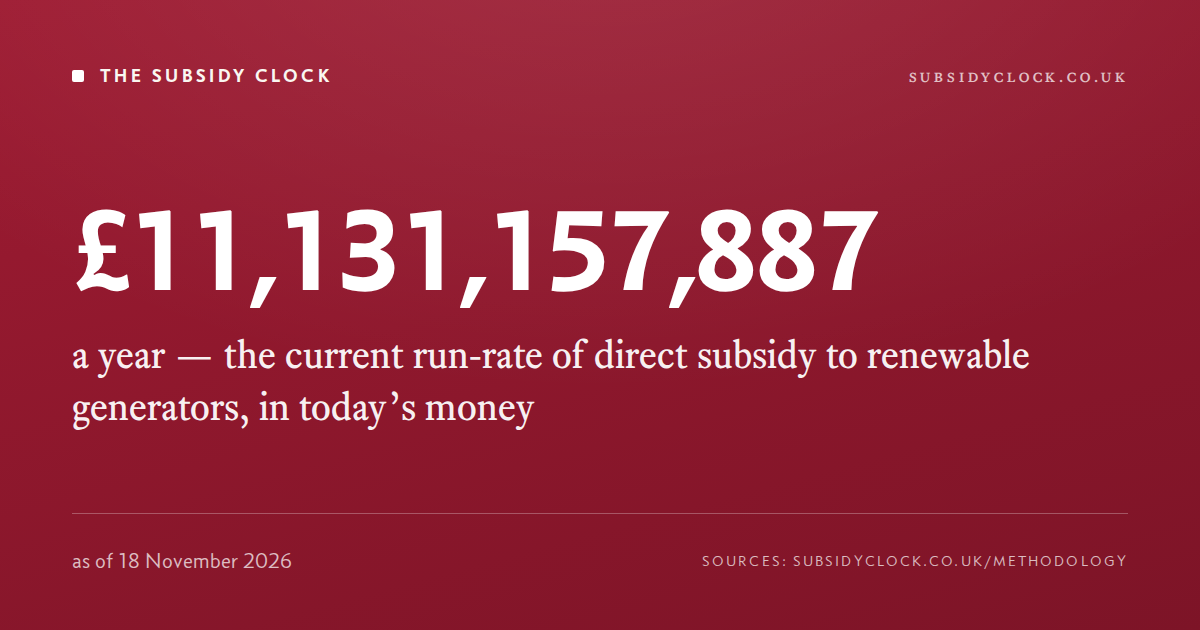 THE SUBSIDY CLOCK
SUBSIDYCLOCK.CO.UK
£11,131,157,887
a year — the current run-rate of direct subsidy to renewable
generators, in today’s money
as of 18 November 2026
SOURCES: SUBSIDYCLOCK.CO.UK/METHODOLOGY